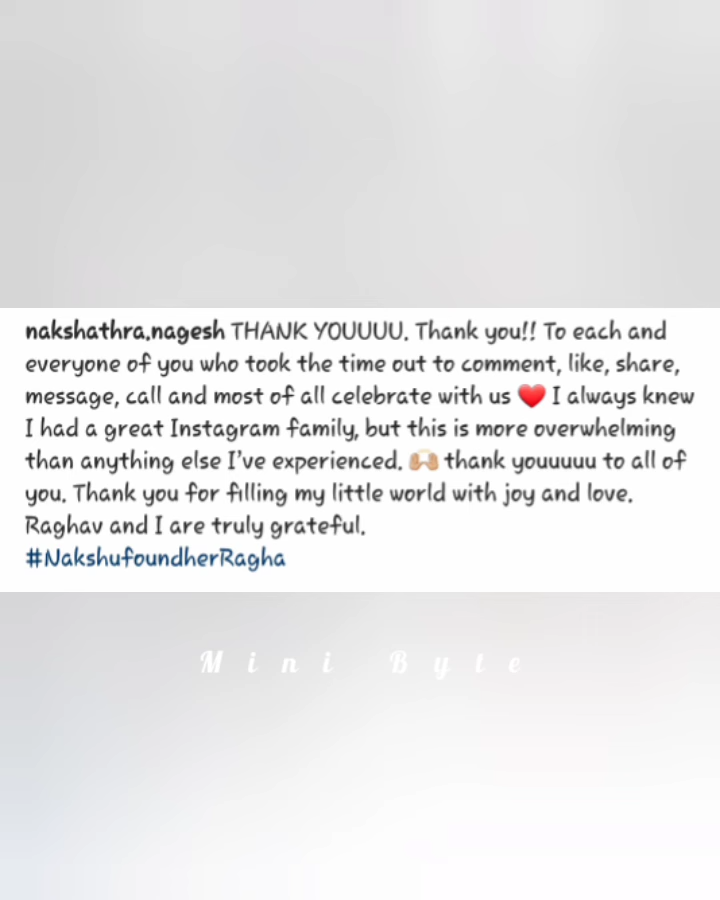 nakshathra.nagesh THANK YOUUUU. Thank you!! To each and
everyone of you who took the time out to comment, like, share,
message, call and most of all celebrate with us ❤️ I always knew
I had a great Instagram family, but this is more overwhelming
than anything else I've experienced. 🙌🏼 thank youuuuu to all of
you. Thank you for filling my little world with joy and love.
Raghav and I are truly grateful.
#NakshufoundherRagha
Mini Byte